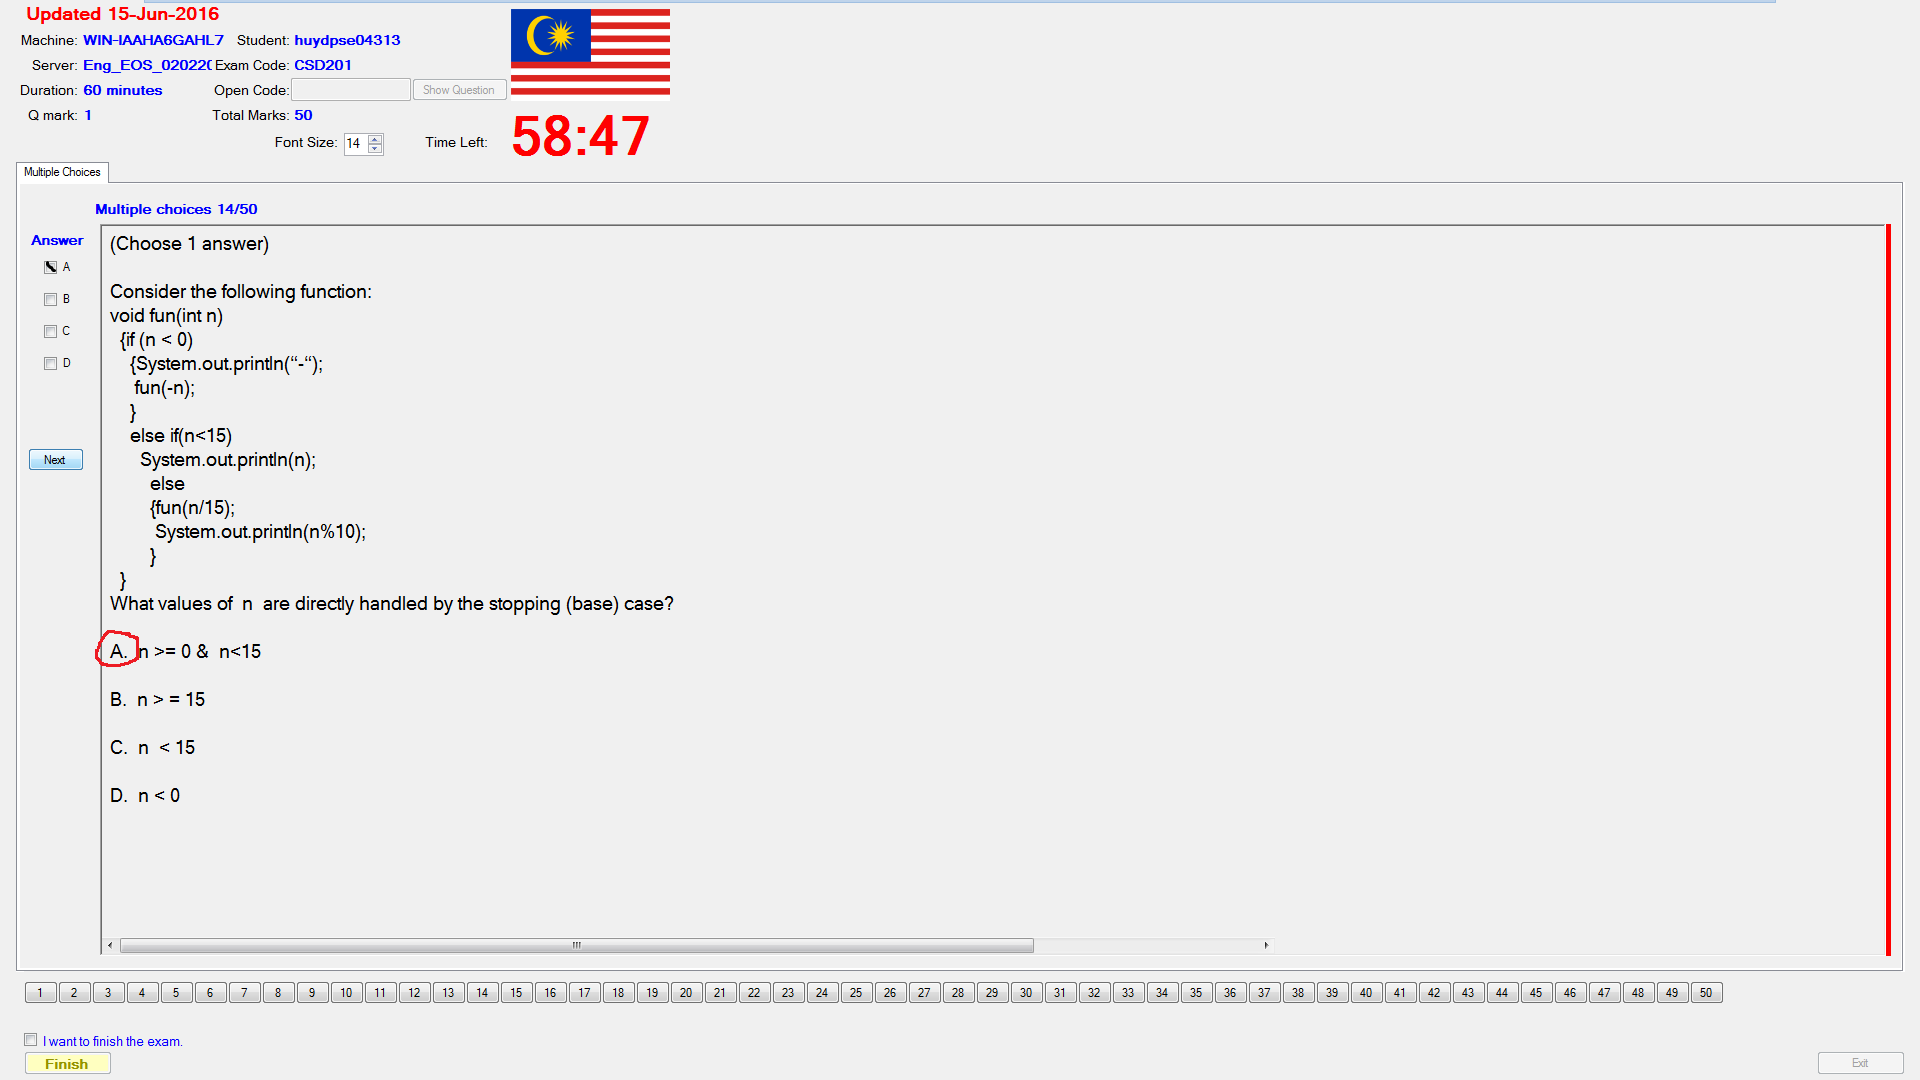 Updated 15-Jun-2016
Machine: WIN-IAAHA6GAHL7 Student: huydpse04313
Server: Eng_EOS_020220 Exam Code: CSD201
Duration: 60 minutes Open Code: Show Question
Q mark: 1 Total Marks: 50
Font Size: 14 Time Left: 58:47
Multiple Choices
Multiple choices 14/50
Answer
A
B
C
D
Next
(Choose 1 answer)
Consider the following function:
void fun(int n)
{if (n < 0)
{System.out.println(“-“);
fun(-n);
}
else if(n<15)
System.out.println(n);
else
{fun(n/15);
System.out.println(n%10);
}
}
What values of n are directly handled by the stopping (base) case?
A. n >= 0 & n<15
B. n > = 15
C. n < 15
D. n < 0
1 2 3 4 5 6 7 8 9 10 11 12 13 14 15 16 17 18 19 20 21 22 23 24 25 26 27 28 29 30 31 32 33 34 35 36 37 38 39 40 41 42 43 44 45 46 47 48 49 50
I want to finish the exam.
Finish
Exit